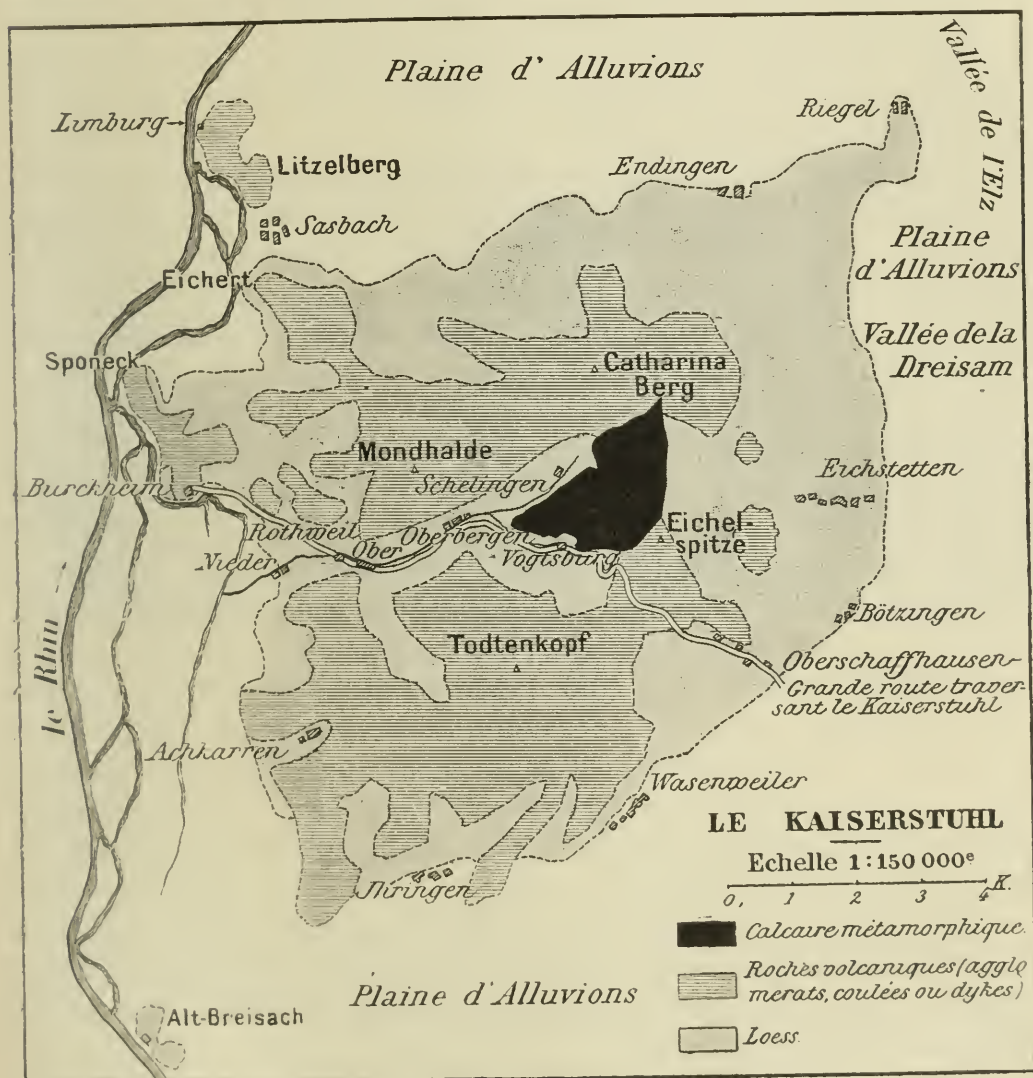 Plaine d'Alluvions
Vallée de l'Elz
Limburg
Riegel
Litzelberg
Endingen
Sasbach
Plaine
d'Alluvions
Eichert
Vallée de la
Dreisam
Sponeck
Catharina
Berg
Mondhalde
Schelingen
Eichstetten
Burckheim
Rothweil
Oberbergen
Eichel-
spitze
Nieder
Ober
Vogtsburg
Bötzingen
Todtenkopf
Oberschaffhausen
Grande route traver-
sant le Kaiserstuhl
le Rhin
Achkarren
Wasenweiler
LE KAISERSTUHL
Echelle 1:150 000e
0, 1 2 3 4 K.
Ihringen
Calcaire métamorphique.
Roches volcaniques (agglo
merats, coulées ou dykes)
Plaine d'Alluvions
Alt-Breisach
Loess